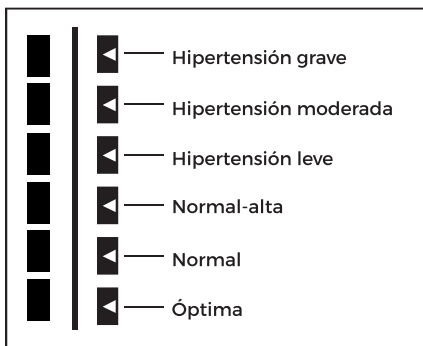 Hipertensión grave
Hipertensión moderada
Hipertensión leve
Normal-alta
Normal
Óptima